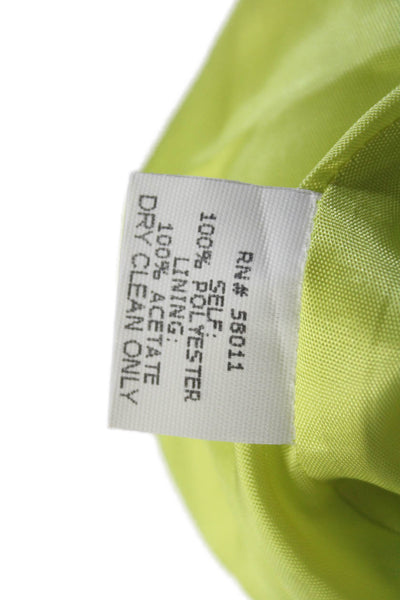 RN# 58011
SELF:
100% POLYESTER
LINING:
100% ACETATE
DRY CLEAN ONLY